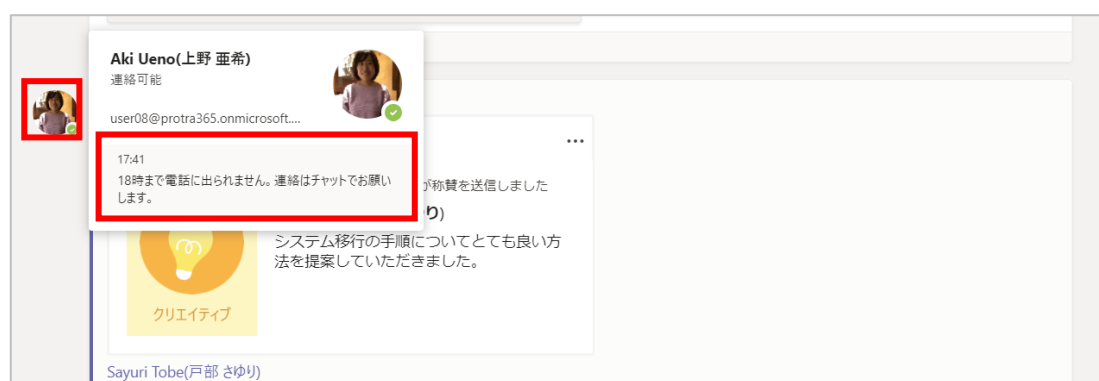 Aki Ueno(上野 亜希)
連絡可能
user08@protra365.onmicrosoft....
17:41
18時まで電話に出られません。連絡はチャットでお願い
します。
…
が称賛を送信しました
り)
システム移行の手順についてとても良い方
法を提案していただきました。
クリエイティブ
Sayuri Tobe(戸部 さゆり)